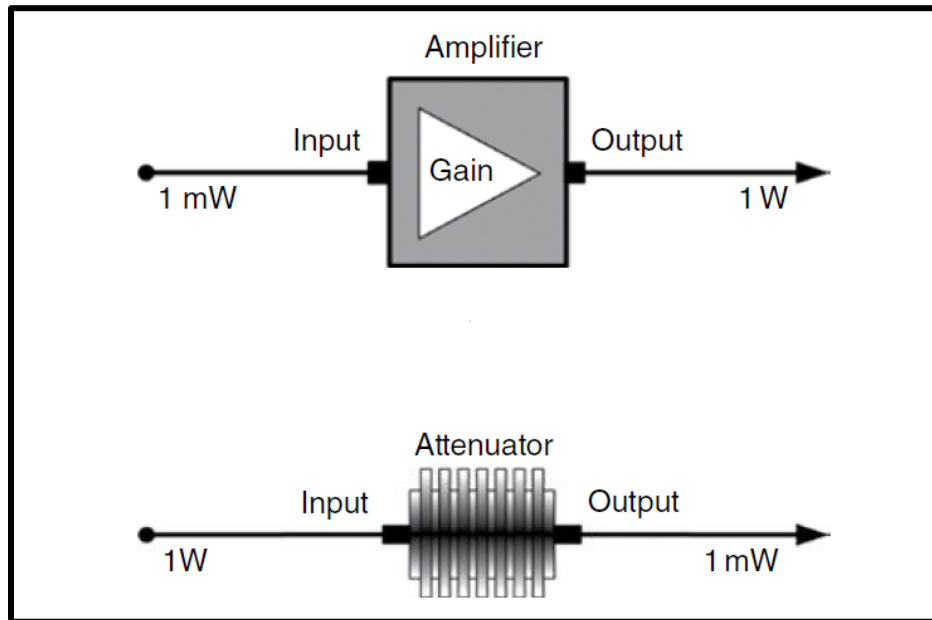 Amplifier
Input
Output
Gain
1 mW
1 W
Attenuator
Input
Output
1W
1 mW